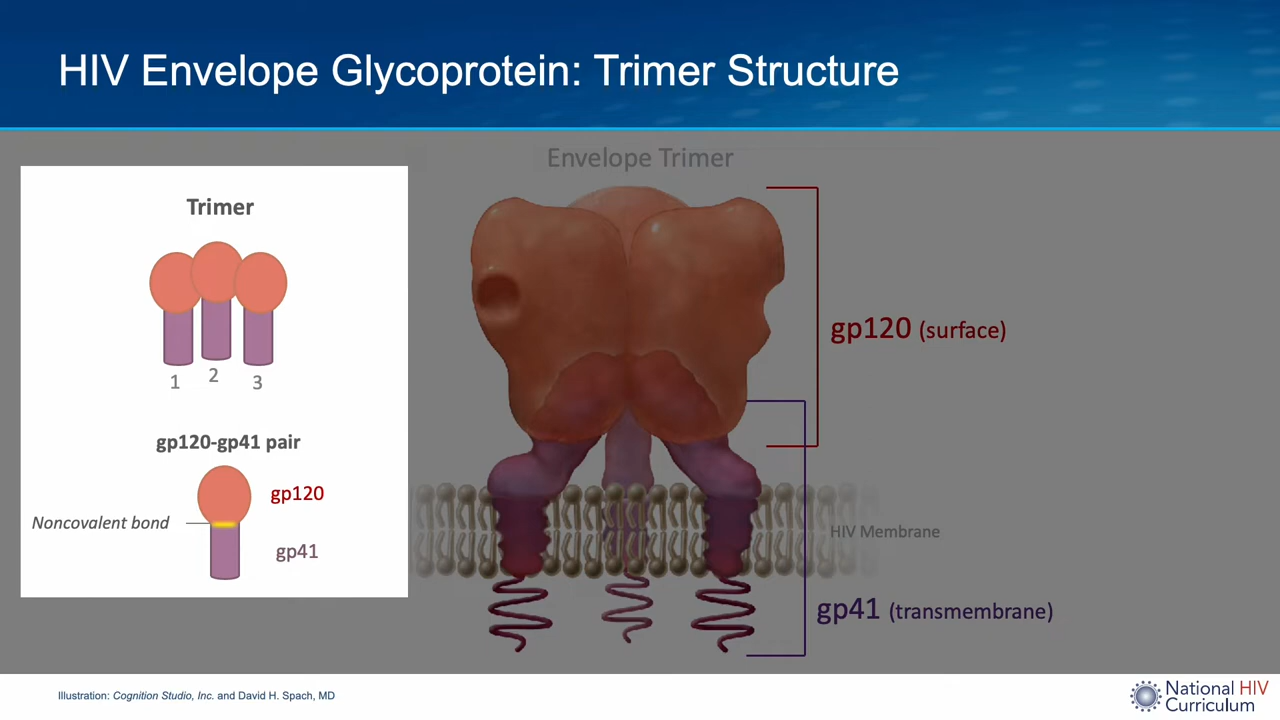 HIV Envelope Glycoprotein: Trimer Structure
Envelope Trimer
Trimer
1 2 3
gp120-gp41 pair
gp120
Noncovalent bond
gp41
gp120 (surface)
HIV Membrane
gp41 (transmembrane)
Illustration: Cognition Studio, Inc. and David H. Spach, MD
National HIV
Curriculum